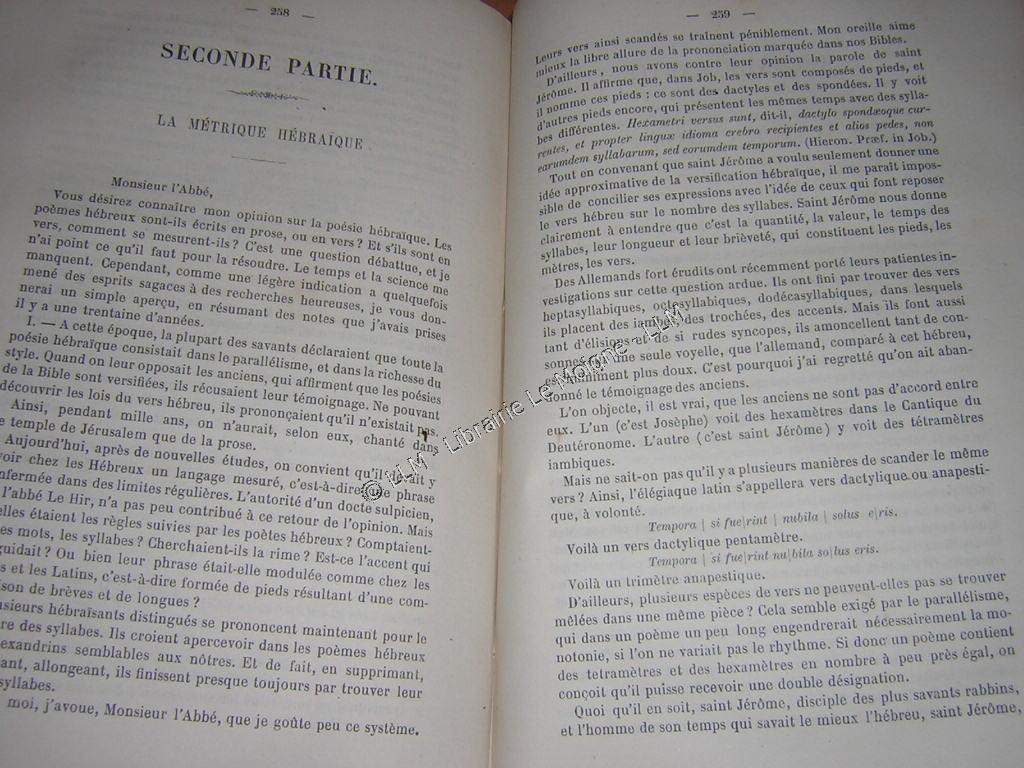 — 258 —
SECONDE PARTIE.
LA MÉTRIQUE HÉBRAÏQUE
Monsieur l'Abbé,
Vous désirez connaître mon opinion sur la poésie hébraïque. Les
poèmes hébreux sont-ils écrits en prose, ou en vers? Et s'ils sont en
vers, comment se mesurent-ils? C'est une question débattue, et je
n'ai point ce qu'il faut pour la résoudre. Le temps et la science me
manquent. Cependant, comme une légère indication a quelquefois
mené des esprits sagaces à des recherches heureuses, je vous don-
nerai un simple aperçu, en résumant des notes que j'avais prises
il y a une trentaine d'années.
I. — A cette époque, la plupart des savants déclaraient que toute la
poésie hébraïque consistait dans le parallélisme, et dans la richesse du
style. Quand on leur opposait les anciens, qui affirment que les poésies
de la Bible sont versifiées, ils récusaient leur témoignage. Ne pouvant
découvrir les lois du vers hébreu, ils prononçaient qu'il n'existait pas.
Ainsi, pendant mille ans, on n'aurait, selon eux, chanté dans
e temple de Jérusalem que de la prose.
Aujourd'hui, après de nouvelles études, on convient qu'il y
voir chez les Hébreux un langage mesuré, c'est-à-dire une phrase
enfermée dans des limites régulières. L'autorité d'un docte sulpicien,
l'abbé Le Hir, n'a pas peu contribué à ce retour de l'opinion. Mais
elles étaient les règles suivies par les poètes hébreux? Comptaient-
les mots, les syllabes? Cherchaient-ils la rime? Est-ce l'accent qui
guidait? Ou bien leur phrase était-elle modulée comme chez les
s et les Latins, c'est-à-dire formée de pieds résultant d'une com-
ison de brèves et de longues?
usieurs hébraïsants distingués se prononcent maintenant pour le
re des syllabes. Ils croient apercevoir dans les poèmes hébreux
exandrins semblables aux nôtres. Et de fait, en supprimant,
ant, allongeant, ils finissent presque toujours par trouver leur
syllabes.
moi, j'avoue, Monsieur l'Abbé, que je goûte peu ce système.
— 259 —
Leurs vers ainsi scandés se traînent péniblement. Mon oreille aime
mieux la libre allure de la prononciation marquée dans nos Bibles.
D'ailleurs, nous avons contre leur opinion la parole de saint
Jérôme. Il affirme que, dans Job, les vers sont composés de pieds, et
il nomme ces pieds : ce sont des dactyles et des spondées. Il y voit
d'autres pieds encore, qui présentent les mêmes temps avec des sylla-
bes différentes. Hexametri versus sunt, dit-il, dactylo spondæoque cur-
rentes, et propter linguæ idioma crebro recipientes et alios pedes, non
earumdem syllabarum, sed eorumdem temporum. (Hieron. Præf. in Job.)
Tout en convenant que saint Jérôme a voulu seulement donner une
idée approximative de la versification hébraïque, il me paraît impos-
sible de concilier ses expressions avec l'idée de ceux qui font reposer
le vers hébreu sur le nombre des syllabes. Saint Jérôme nous donne
clairement à entendre que c'est la quantité, la valeur, le temps des
syllabes, leur longueur et leur brièveté, qui constituent les pieds, les
mètres, les vers.
Des Allemands fort érudits ont récemment porté leurs patientes in-
vestigations sur cette question ardue. Ils ont fini par trouver des vers
heptasyllabiques, octosyllabiques, dodécasyllabiques, dans lesquels
ils placent des iambes, des trochées, des accents. Mais ils font aussi
tant d'élisions et de si rudes syncopes, ils amoncellent tant de con-
sonnes une seule voyelle, que l'allemand, comparé à cet hébreu,
est infiniment plus doux. C'est pourquoi j'ai regretté qu'on ait aban-
donné le témoignage des anciens.
L'on objecte, il est vrai, que les anciens ne sont pas d'accord entre
eux. L'un (c'est Josèphe) voit des hexamètres dans le Cantique du
Deutéronome. L'autre (c'est saint Jérôme) y voit des tétramètres
iambiques.
Mais ne sait-on pas qu'il y a plusieurs manières de scander le même
vers? Ainsi, l'élégiaque latin s'appellera vers dactylique ou anapesti-
que, à volonté.
Tempora | si fue|rint | nubila | solus e|ris.
Voilà un vers dactylique pentamètre.
Tempora | si fue|rint nu|bila so|lus eris.
Voilà un trimètre anapestique.
D'ailleurs, plusieurs espèces de vers ne peuvent-elles pas se trouver
mêlées dans une même pièce? Cela semble exigé par le parallélisme,
qui dans un poème un peu long engendrerait nécessairement la mo-
notonie, si l'on ne variait pas le rhythme. Si donc un poème contient
des tetramètres et des hexamètres en nombre à peu près égal, on
conçoit qu'il puisse recevoir une double désignation.
Quoi qu'il en soit, saint Jérôme, disciple des plus savants rabbins,
et l'homme de son temps qui savait le mieux l'hébreu, saint Jérôme,
© LLM - Librairie Le Moigne - LLM